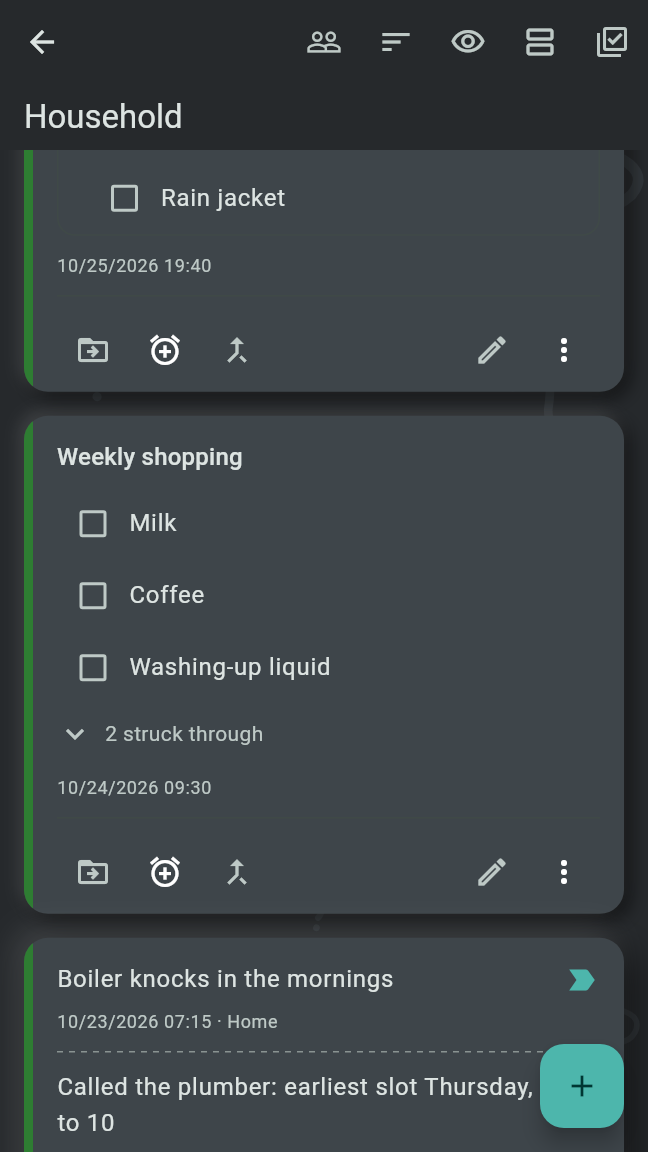 Household
Rain jacket
10/25/2026 19:40
Weekly shopping
Milk
Coffee
Washing-up liquid
2 struck through
10/24/2026 09:30
Boiler knocks in the mornings
10/23/2026 07:15 · Home
Called the plumber: earliest slot Thursday,
to 10